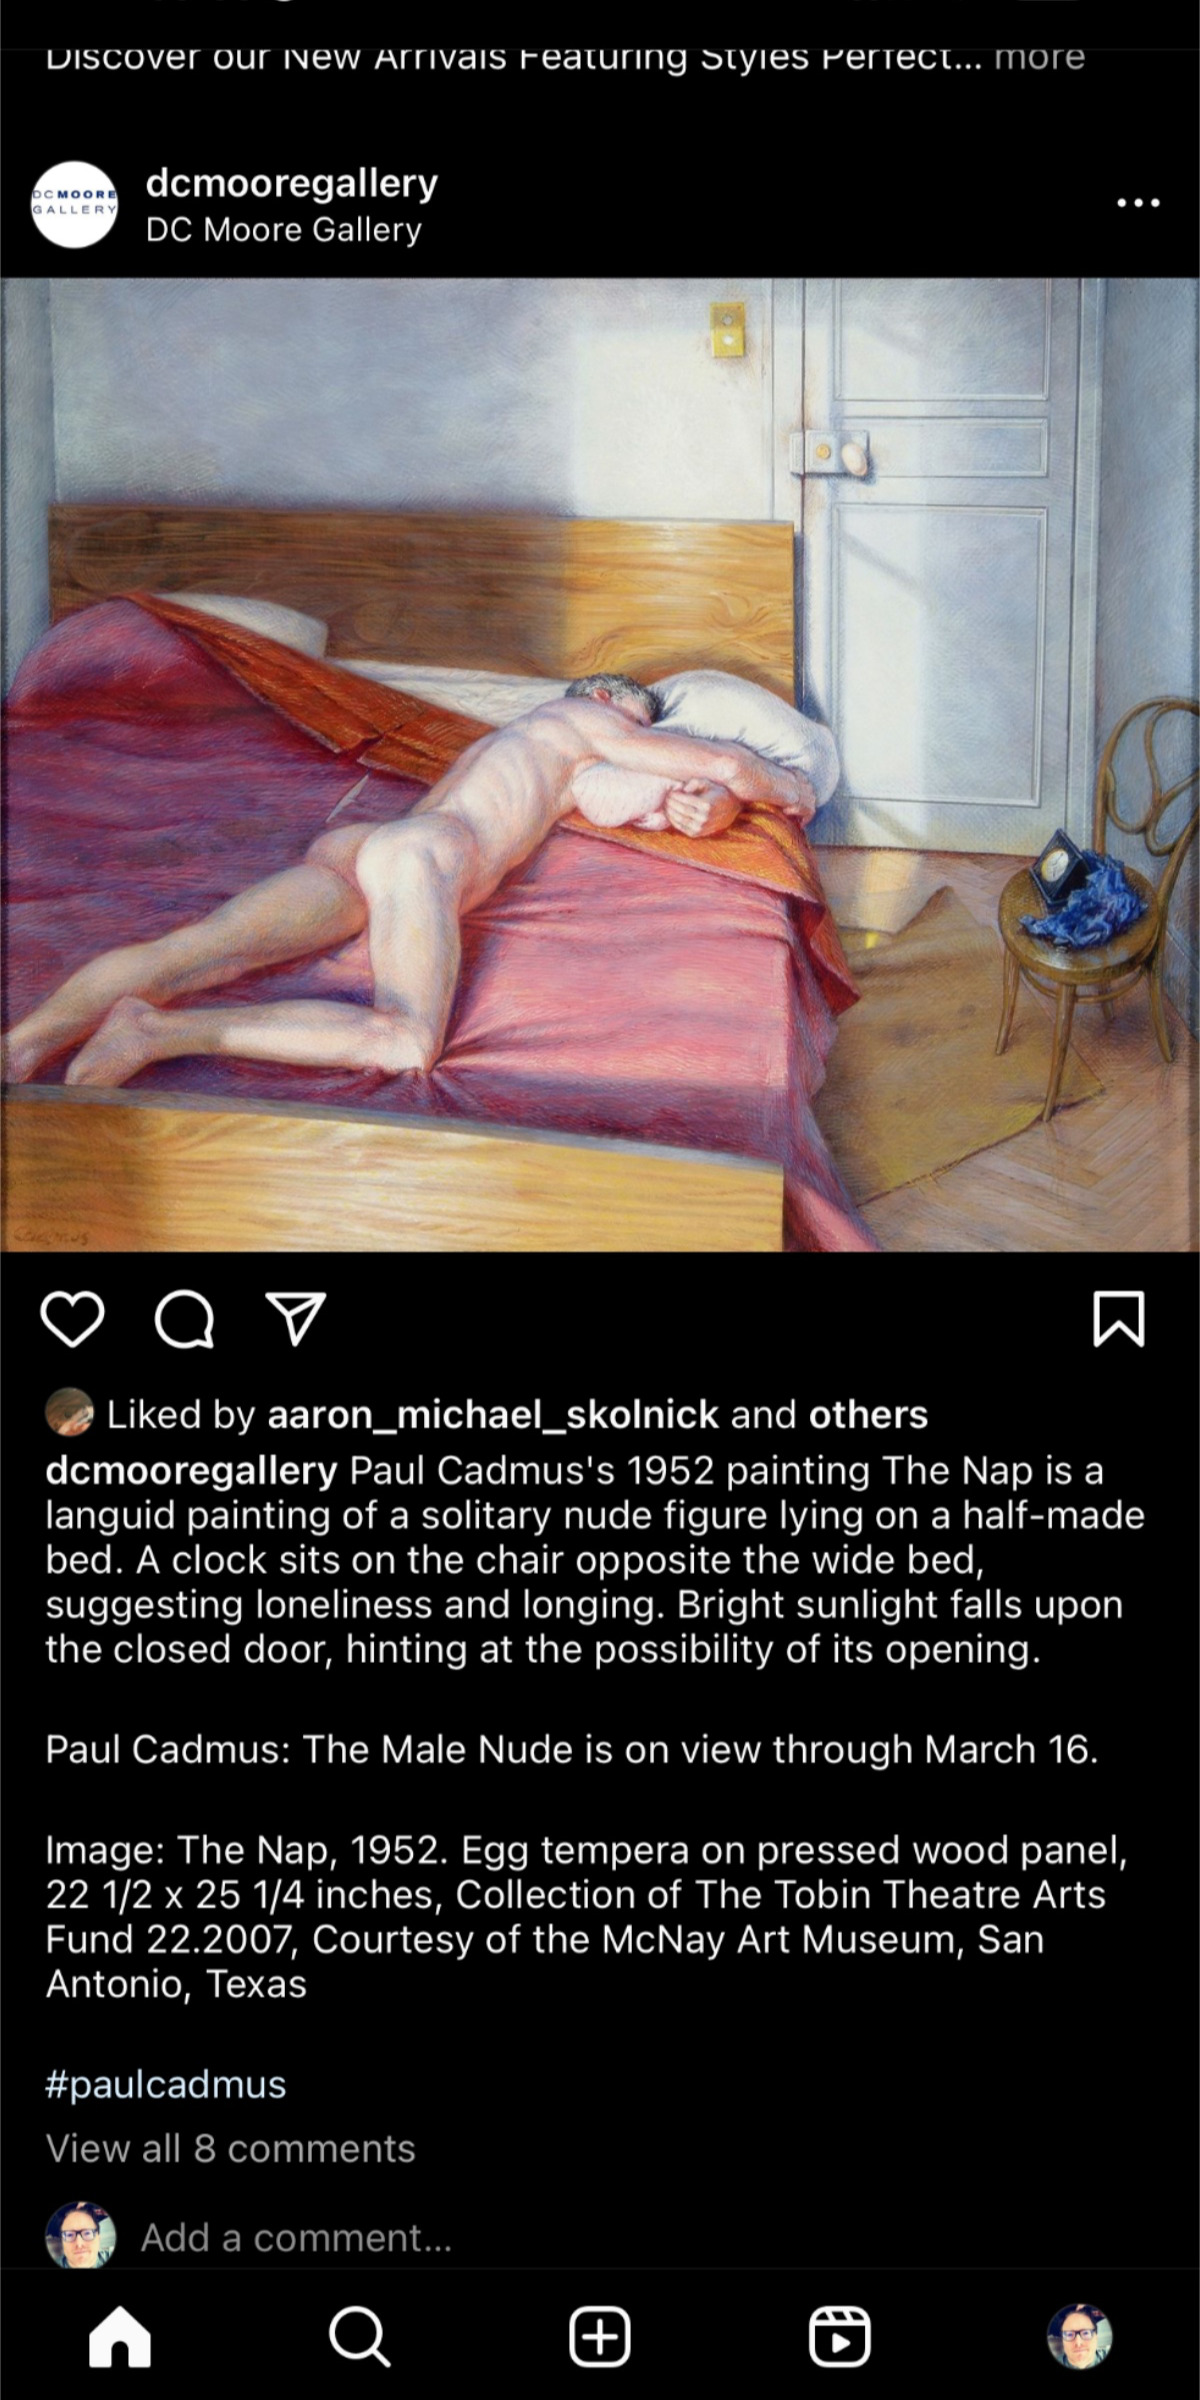 Discover our New Arrivals Featuring Styles Perfect... more
DC MOORE
GALLERY
dcmooregallery
DC Moore Gallery
Liked by aaron_michael_skolnick and others
dcmooregallery Paul Cadmus's 1952 painting The Nap is a
languid painting of a solitary nude figure lying on a half-made
bed. A clock sits on the chair opposite the wide bed,
suggesting loneliness and longing. Bright sunlight falls upon
the closed door, hinting at the possibility of its opening.
Paul Cadmus: The Male Nude is on view through March 16.
Image: The Nap, 1952. Egg tempera on pressed wood panel,
22 1/2 x 25 1/4 inches, Collection of The Tobin Theatre Arts
Fund 22.2007, Courtesy of the McNay Art Museum, San
Antonio, Texas
#paulcadmus
View all 8 comments
Add a comment...